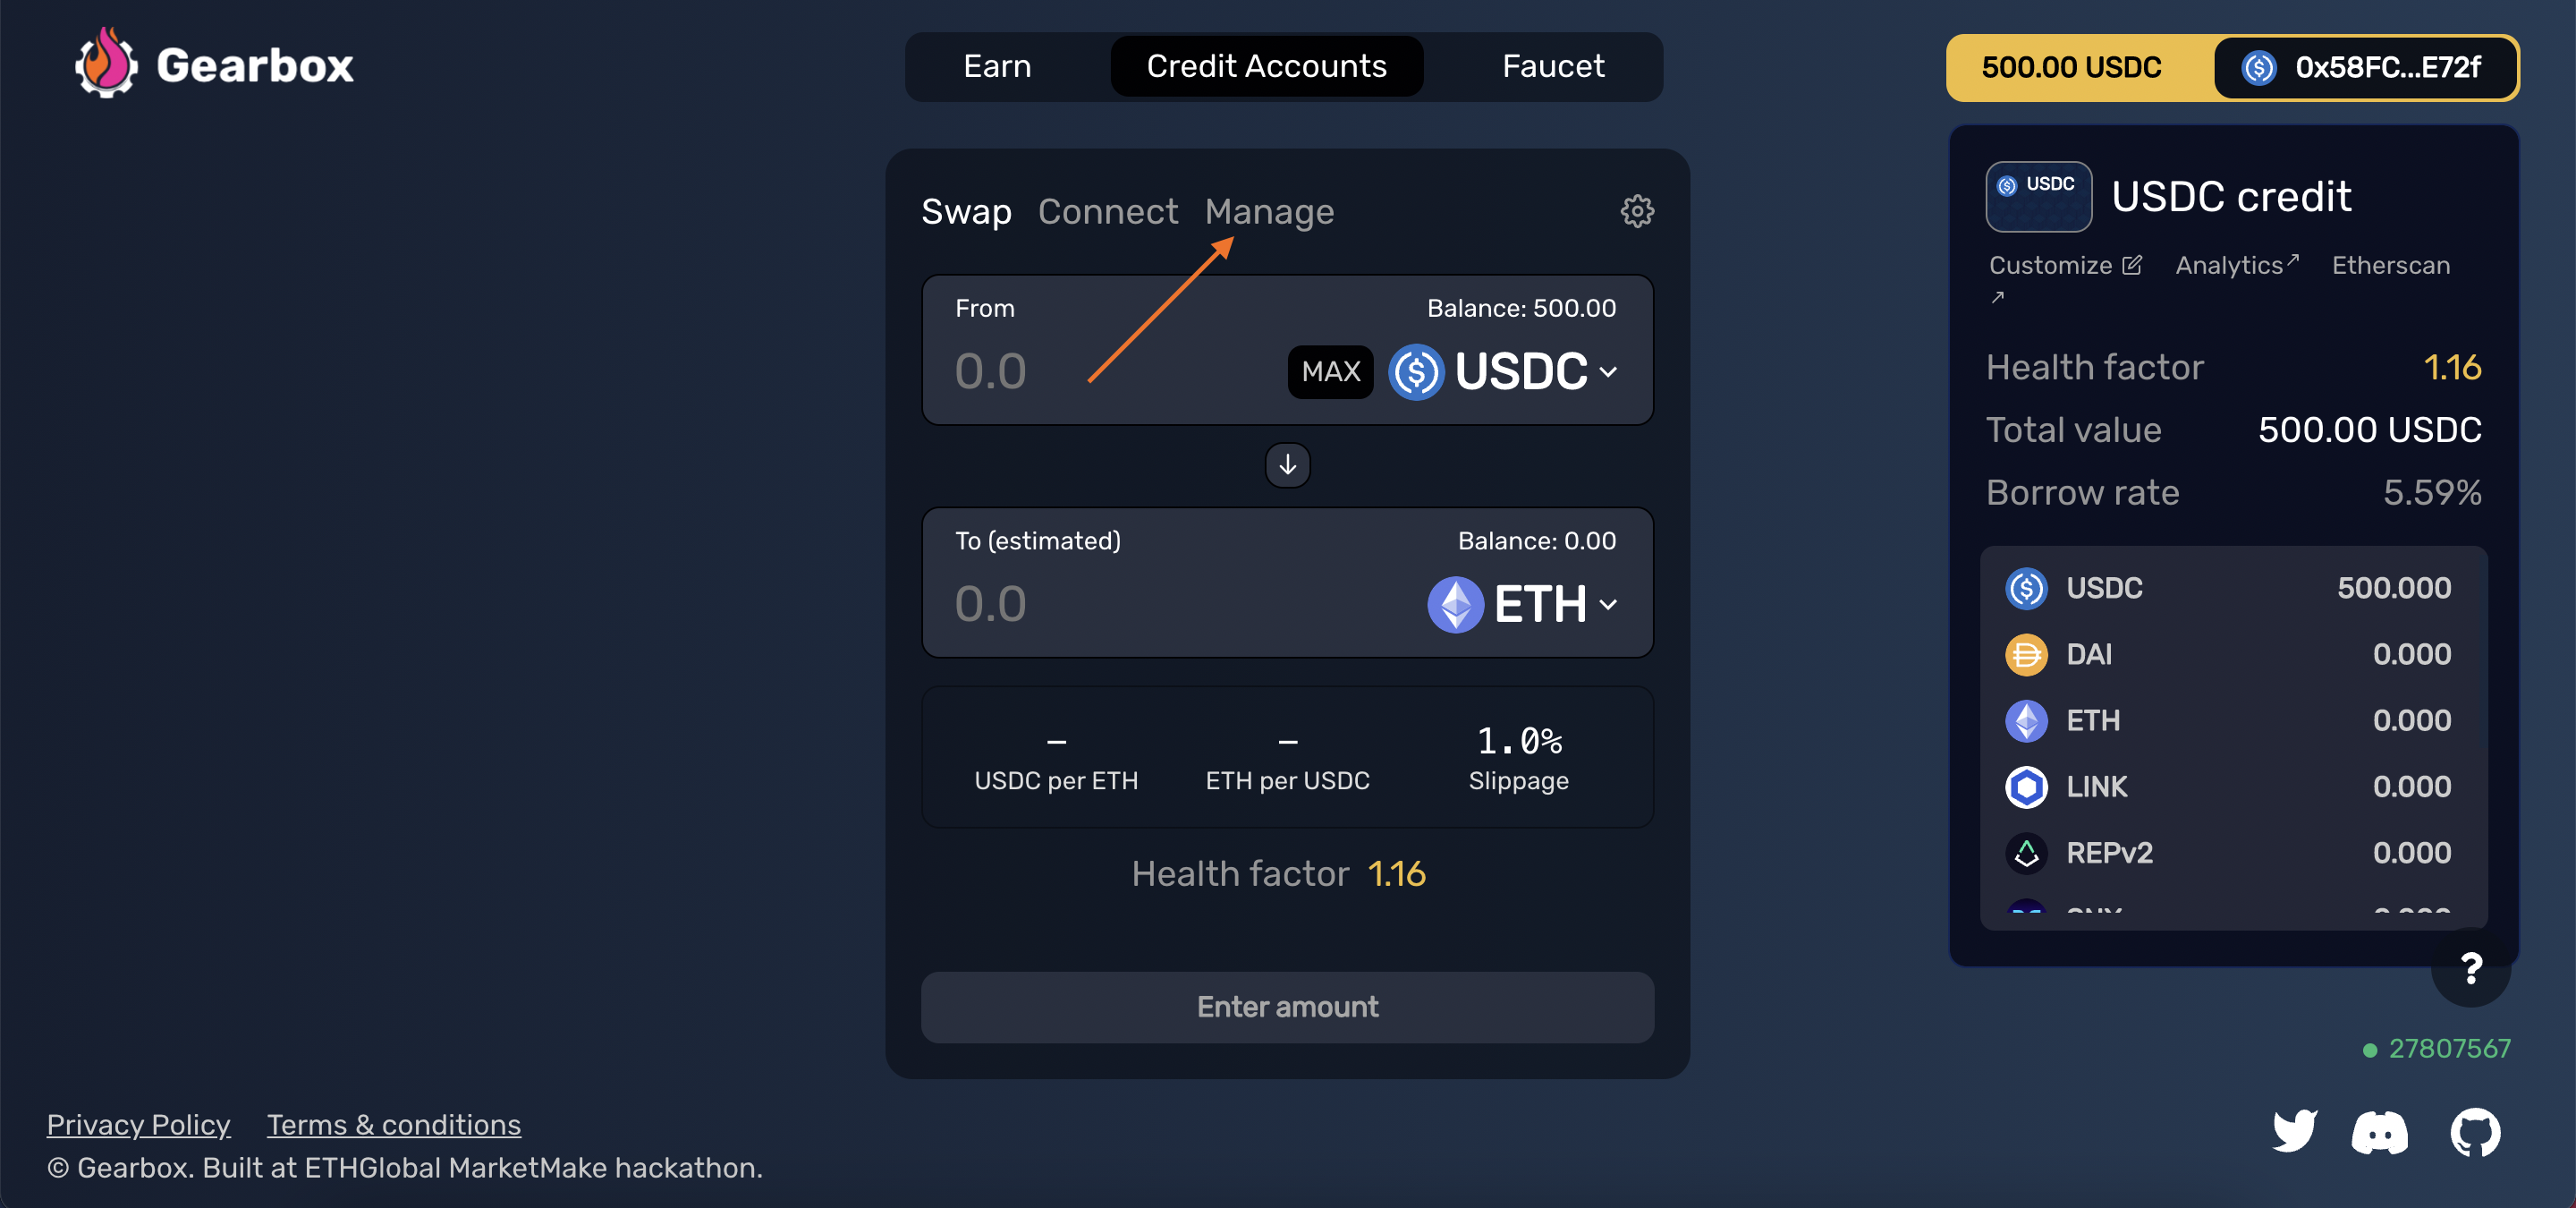 Gearbox
Earn Credit Accounts Faucet
500.00 USDC 0x58FC...E72f
Swap Connect Manage
From Balance: 500.00
0.0 MAX USDC
To (estimated) Balance: 0.00
0.0 ETH
– – 1.0%
USDC per ETH ETH per USDC Slippage
Health factor 1.16
Enter amount
USDC USDC credit
Customize Analytics↗ Etherscan
↗
Health factor 1.16
Total value 500.00 USDC
Borrow rate 5.59%
USDC 500.000
DAI 0.000
ETH 0.000
LINK 0.000
REPv2 0.000
?
27807567
Privacy Policy Terms & conditions
© Gearbox. Built at ETHGlobal MarketMake hackathon.